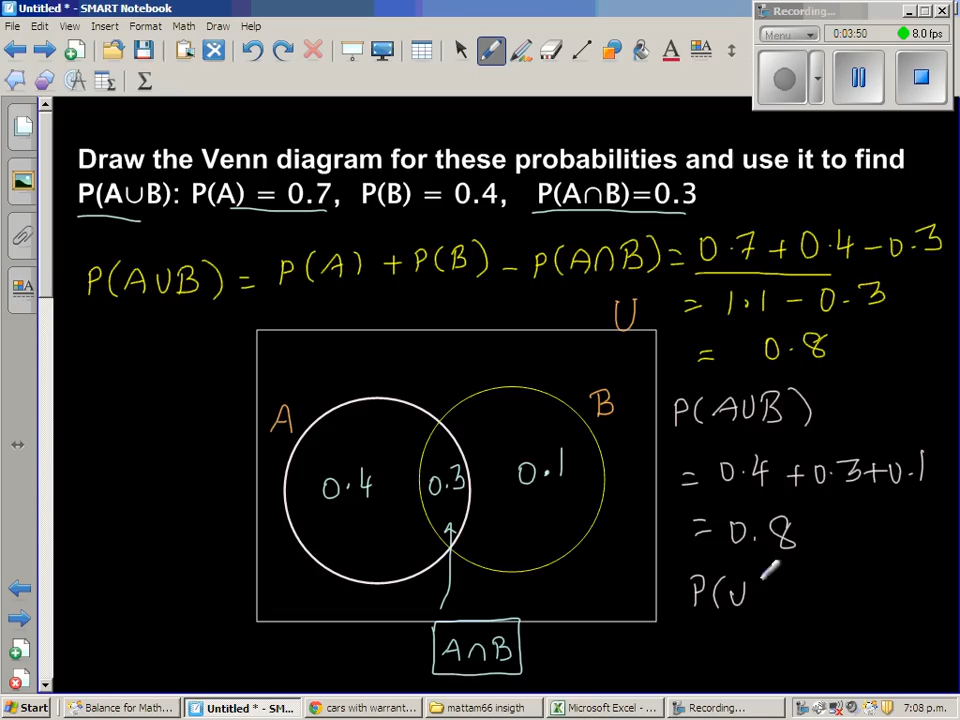 Untitled * - SMART Notebook
File Edit View Insert Format Math Draw Help
Recording...
Menu 0:03:50 8.0 fps
Draw the Venn diagram for these probabilities and use it to find
P(A∪B): P(A) = 0.7, P(B) = 0.4, P(A∩B)=0.3
P(A∪B) = P(A) + P(B) - P(A∩B) = 0.7 + 0.4 - 0.3
= 1.1 - 0.3
= 0.8
U
A
B
0.4
0.3
0.1
A∩B
P(A∪B)
= 0.4 + 0.3 + 0.1
= 0.8
P(U
Start Balance for Math... Untitled * - SM... cars with warrant... mattam66 insigth Microsoft Excel - ... Recording... 7:08 p.m.